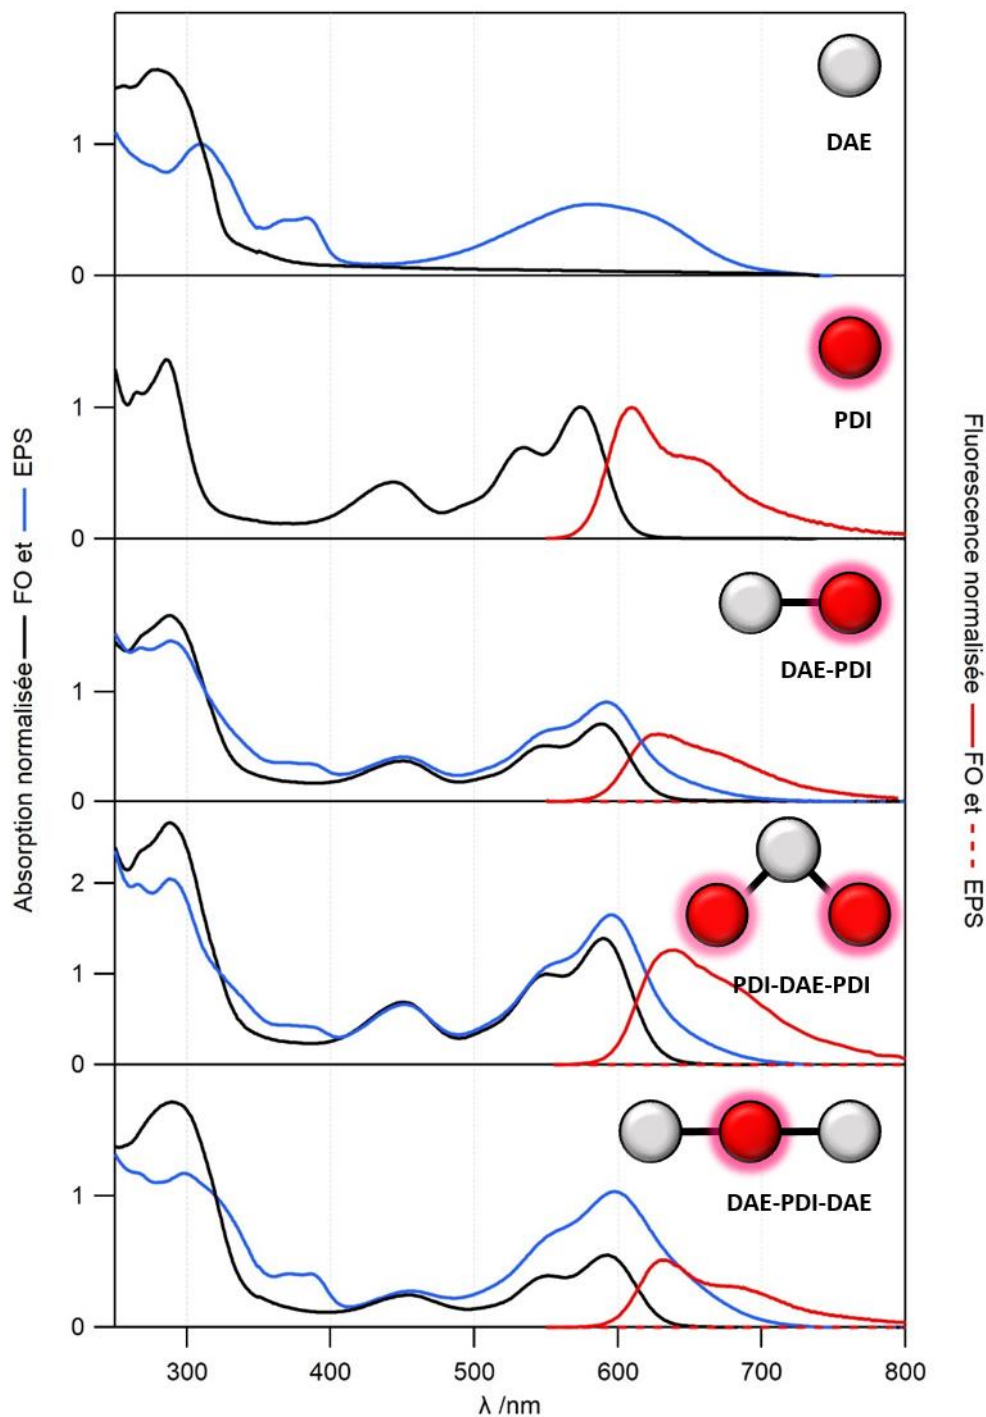 1
0
DAE
1
0
PDI
1
0
DAE-PDI
2
1
0
PDI-DAE-PDI
1
0
DAE-PDI-DAE
300 400 500 600 700 800
λ /nm
Absorption normalisée FO et EPS
Fluorescence normalisée FO et EPS